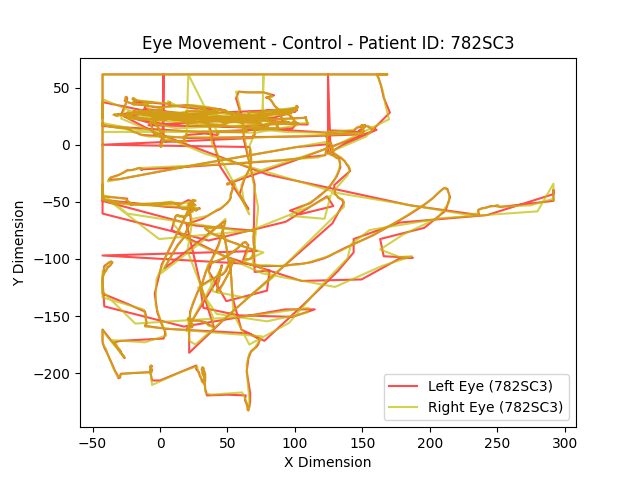 Eye Movement - Control - Patient ID: 782SC3
50
0
−50
−100
−150
−200
Y Dimension
−50
0
50
100
150
200
250
300
X Dimension
Left Eye (782SC3)
Right Eye (782SC3)